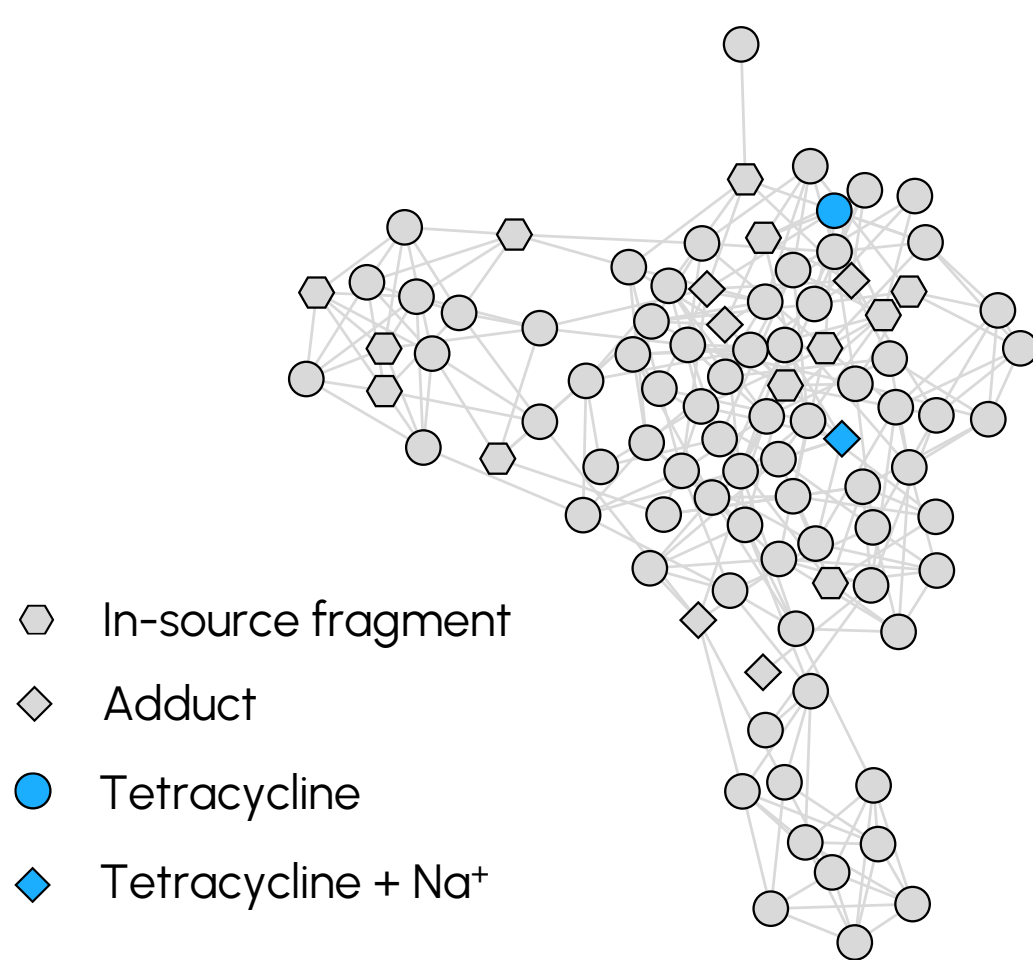 In-source fragment
Adduct
Tetracycline
Tetracycline + Na⁺